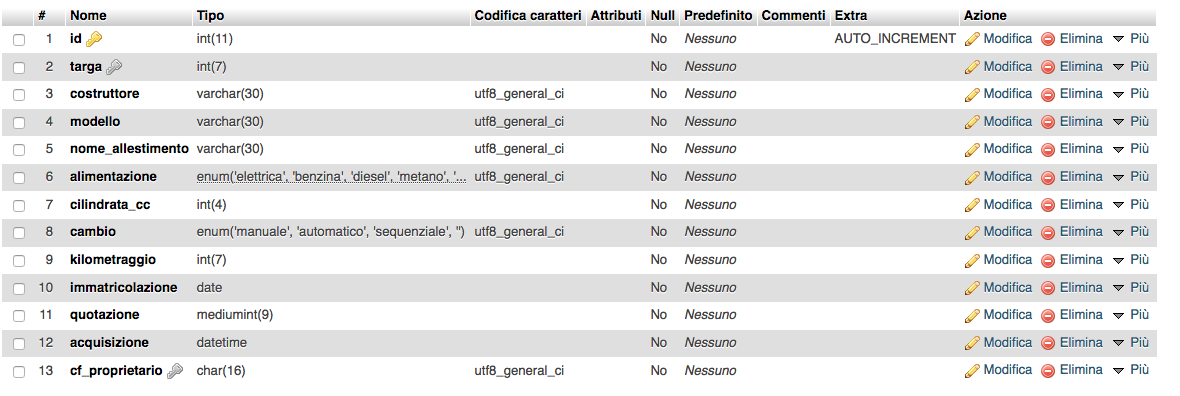 # Nome Tipo Codifica caratteri Attributi Null Predefinito Commenti Extra Azione
1 id int(11) No Nessuno AUTO_INCREMENT Modifica Elimina Più
2 targa int(7) No Nessuno Modifica Elimina Più
3 costruttore varchar(30) utf8_general_ci No Nessuno Modifica Elimina Più
4 modello varchar(30) utf8_general_ci No Nessuno Modifica Elimina Più
5 nome_allestimento varchar(30) utf8_general_ci No Nessuno Modifica Elimina Più
6 alimentazione enum('elettrica', 'benzina', 'diesel', 'metano', '... utf8_general_ci No Nessuno Modifica Elimina Più
7 cilindrata_cc int(4) No Nessuno Modifica Elimina Più
8 cambio enum('manuale', 'automatico', 'sequenziale', '') utf8_general_ci No Nessuno Modifica Elimina Più
9 kilometraggio int(7) No Nessuno Modifica Elimina Più
10 immatricolazione date No Nessuno Modifica Elimina Più
11 quotazione mediumint(9) No Nessuno Modifica Elimina Più
12 acquisizione datetime No Nessuno Modifica Elimina Più
13 cf_proprietario char(16) utf8_general_ci No Nessuno Modifica Elimina Più